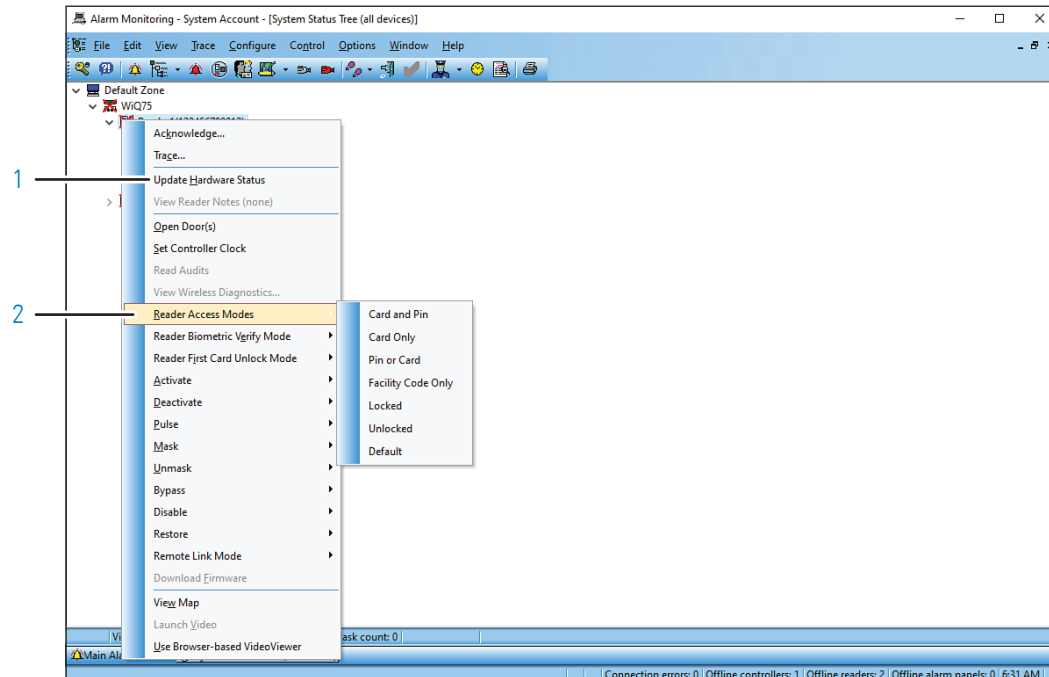 Alarm Monitoring - System Account - [System Status Tree (all devices)]
File Edit View Trace Configure Control Options Window Help
Default Zone
WiQ75
Acknowledge...
Trace...
1
Update Hardware Status
View Reader Notes (none)
Open Door(s)
Set Controller Clock
Read Audits
View Wireless Diagnostics...
2
Reader Access Modes
Reader Biometric Verify Mode
Reader First Card Unlock Mode
Activate
Deactivate
Pulse
Mask
Unmask
Bypass
Disable
Restore
Remote Link Mode
Download Firmware
View Map
Launch Video
Use Browser-based VideoViewer
Card and Pin
Card Only
Pin or Card
Facility Code Only
Locked
Unlocked
Default
count: 0
Main
Connection errors: 0 Offline controllers: 1 Offline readers: 2 Offline alarm panels: 0 6:31 AM